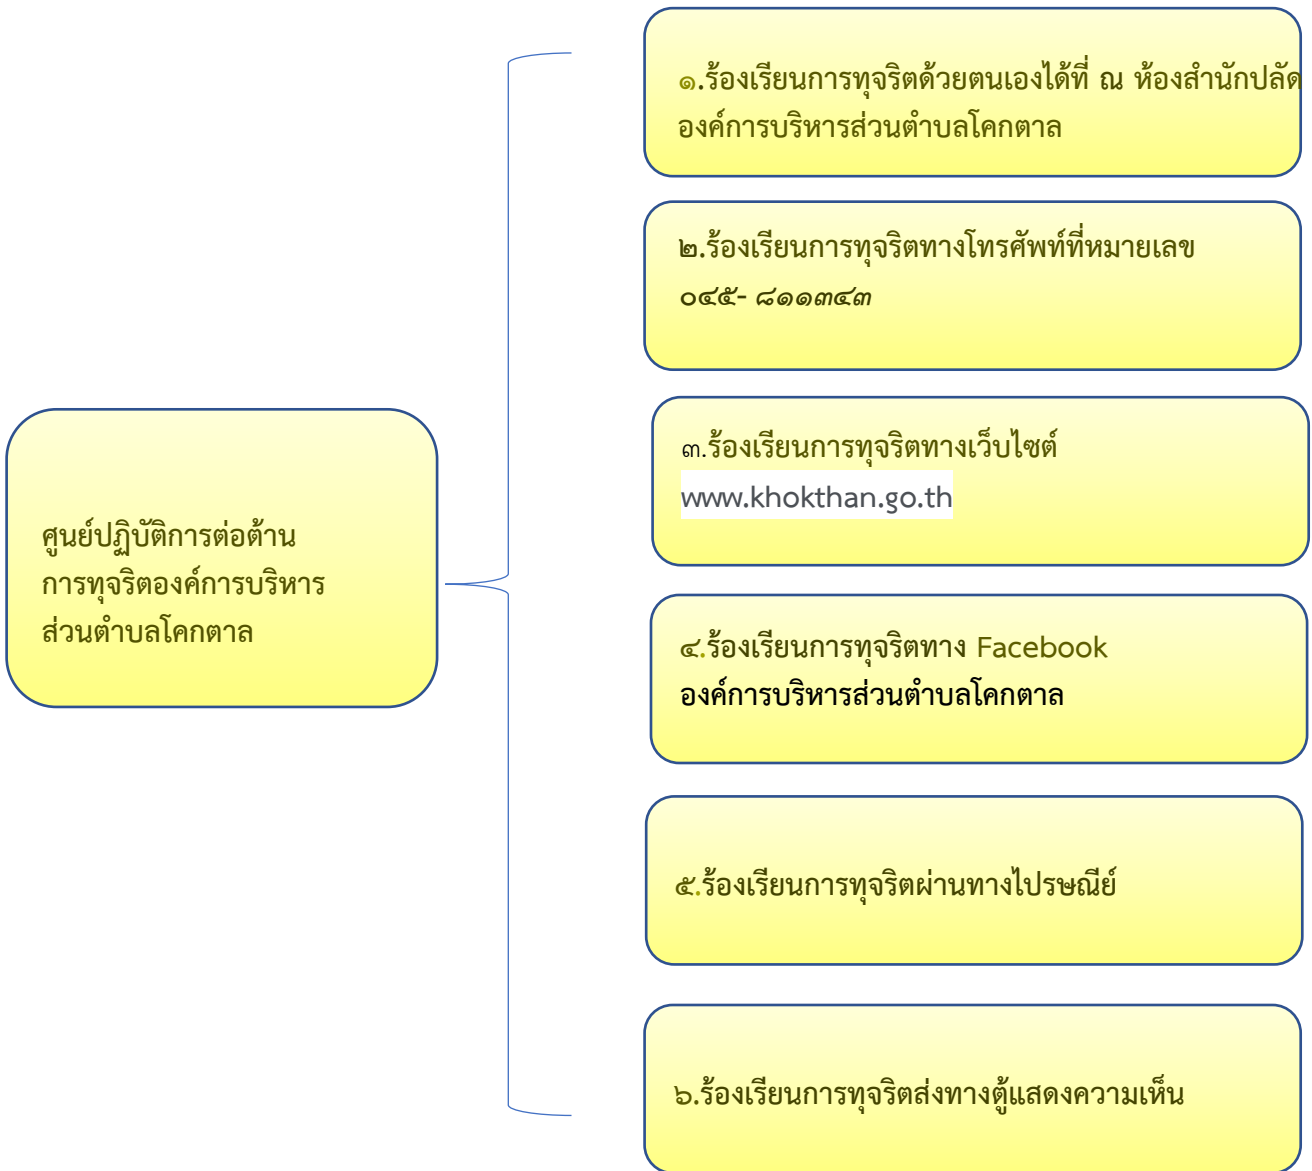 ๑.ร้องเรียนการทุจริตด้วยตนเองได้ที่ ณ ห้องสำนักปลัด
องค์การบริหารส่วนตำบลโคกตาล
๒.ร้องเรียนการทุจริตทางโทรศัพท์ที่หมายเลข
๐๔๕- ๘๑๑๓๔๓
๓.ร้องเรียนการทุจริตทางเว็บไซต์
www.khokthan.go.th
ศูนย์ปฏิบัติการต่อต้าน
การทุจริตองค์การบริหาร
ส่วนตำบลโคกตาล
๔.ร้องเรียนการทุจริตทาง Facebook
องค์การบริหารส่วนตำบลโคกตาล
๕.ร้องเรียนการทุจริตผ่านทางไปรษณีย์
๖.ร้องเรียนการทุจริตส่งทางตู้แสดงความเห็น